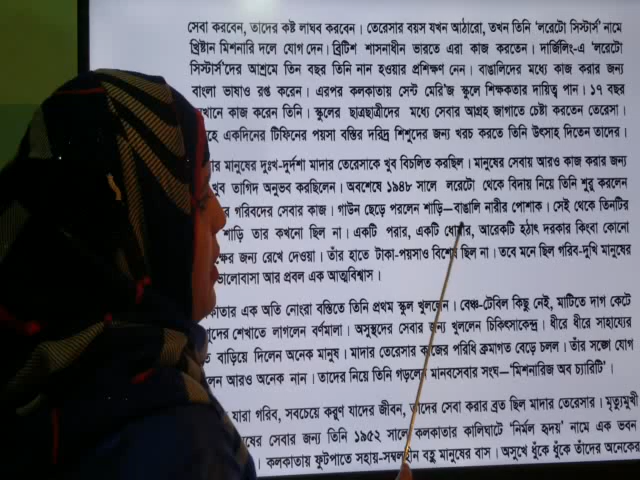 সেবা করবেন, তাদের কষ্ট লাঘব করবেন। তেরেসার বয়স যখন আঠারো, তখন তিনি ‘লরেটো সিস্টার্স’ নামে
খ্রিষ্টান মিশনারি দলে যোগ দেন। ব্রিটিশ শাসনাধীন ভারতে এরা কাজ করতেন। দার্জিলিং-এ ‘লরেটো
সিস্টার্স’দের আশ্রমে তিন বছর তিনি নান হওয়ার প্রশিক্ষণ নেন। বাঙালিদের মধ্যে কাজ করার জন্য
বাংলা ভাষাও রপ্ত করেন। এরপর কলকাতায় সেন্ট মেরি’জ স্কুলে শিক্ষকতার দায়িত্ব পান। ১৭ বছর
খানে কাজ করেন তিনি। স্কুলের ছাত্রছাত্রীদের মধ্যে সেবার আগ্রহ জাগাতে চেষ্টা করতেন তেরেসা।
হে একদিনের টিফিনের পয়সা বস্তির দরিদ্র শিশুদের জন্য খরচ করতে তিনি উৎসাহ দিতেন তাদের।
র মানুষের দুঃখ-দুর্দশা মাদার তেরেসাকে খুব বিচলিত করছিল। মানুষের সেবায় আরও কাজ করার জন্য
খুব তাগিদ অনুভব করছিলেন। অবশেষে ১৯৪৮ সালে লরেটো থেকে বিদায় নিয়ে তিনি শুরু করলেন
র গরিবদের সেবার কাজ। গাউন ছেড়ে পরলেন শাড়ি—বাঙালি নারীর পোশাক। সেই থেকে তিনটির
শাড়ি তার কখনো ছিল না। একটি পরার, একটি ধোয়ার, আরেকটি হঠাৎ দরকার কিংবা কোনো
ক্ষের জন্য রেখে দেওয়া। তাঁর হাতে টাকা-পয়সাও বিশেষ ছিল না। তবে মনে ছিল গরিব-দুখি মানুষের
ভালোবাসা আর প্রবল এক আত্মবিশ্বাস।
কাতার এক অতি নোংরা বস্তিতে তিনি প্রথম স্কুল খুললেন। বেঞ্চ-টেবিল কিছু নেই, মাটিতে দাগ কেটে
দের শেখাতে লাগলেন বর্ণমালা। অসুস্থদের সেবার জন্য খুললেন চিকিৎসাকেন্দ্র। ধীরে ধীরে সাহায্যের
ত বাড়িয়ে দিলেন অনেক মানুষ। মাদার তেরেসার কাজের পরিধি ক্রমাগত বেড়ে চলল। তাঁর সঙ্গে যোগ
লেন আরও অনেক নান। তাদের নিয়ে তিনি গড়লেন মানবসেবার সংঘ—‘মিশনারিজ অব চ্যারিটি’।
যারা গরিব, সবচেয়ে করুণ যাদের জীবন, তাদের সেবা করার ব্রত ছিল মাদার তেরেসার। মৃত্যুমুখী
ষের সেবার জন্য তিনি ১৯৫২ সালে কলকাতার কালিঘাটে ‘নির্মল হৃদয়’ নামে এক ভবন
। কলকাতায় ফুটপাতে সহায়-সম্বলহীন বহু মানুষের বাস। অসুখে ধুঁকে ধুঁকে তাঁদের অনেকের